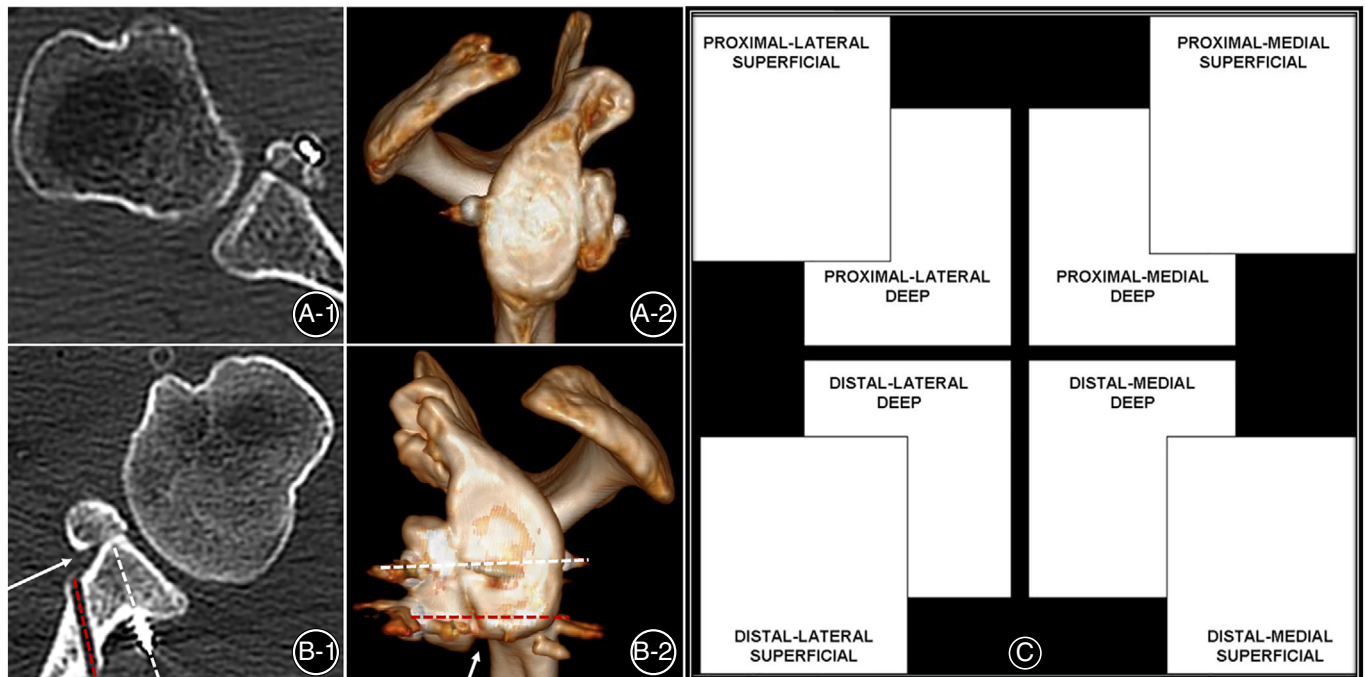 A-1
A-2
B-1
B-2
PROXIMAL-LATERAL
SUPERFICIAL
PROXIMAL-MEDIAL
SUPERFICIAL
PROXIMAL-LATERAL
DEEP
PROXIMAL-MEDIAL
DEEP
DISTAL-LATERAL
DEEP
DISTAL-MEDIAL
DEEP
DISTAL-LATERAL
SUPERFICIAL
DISTAL-MEDIAL
SUPERFICIAL
C